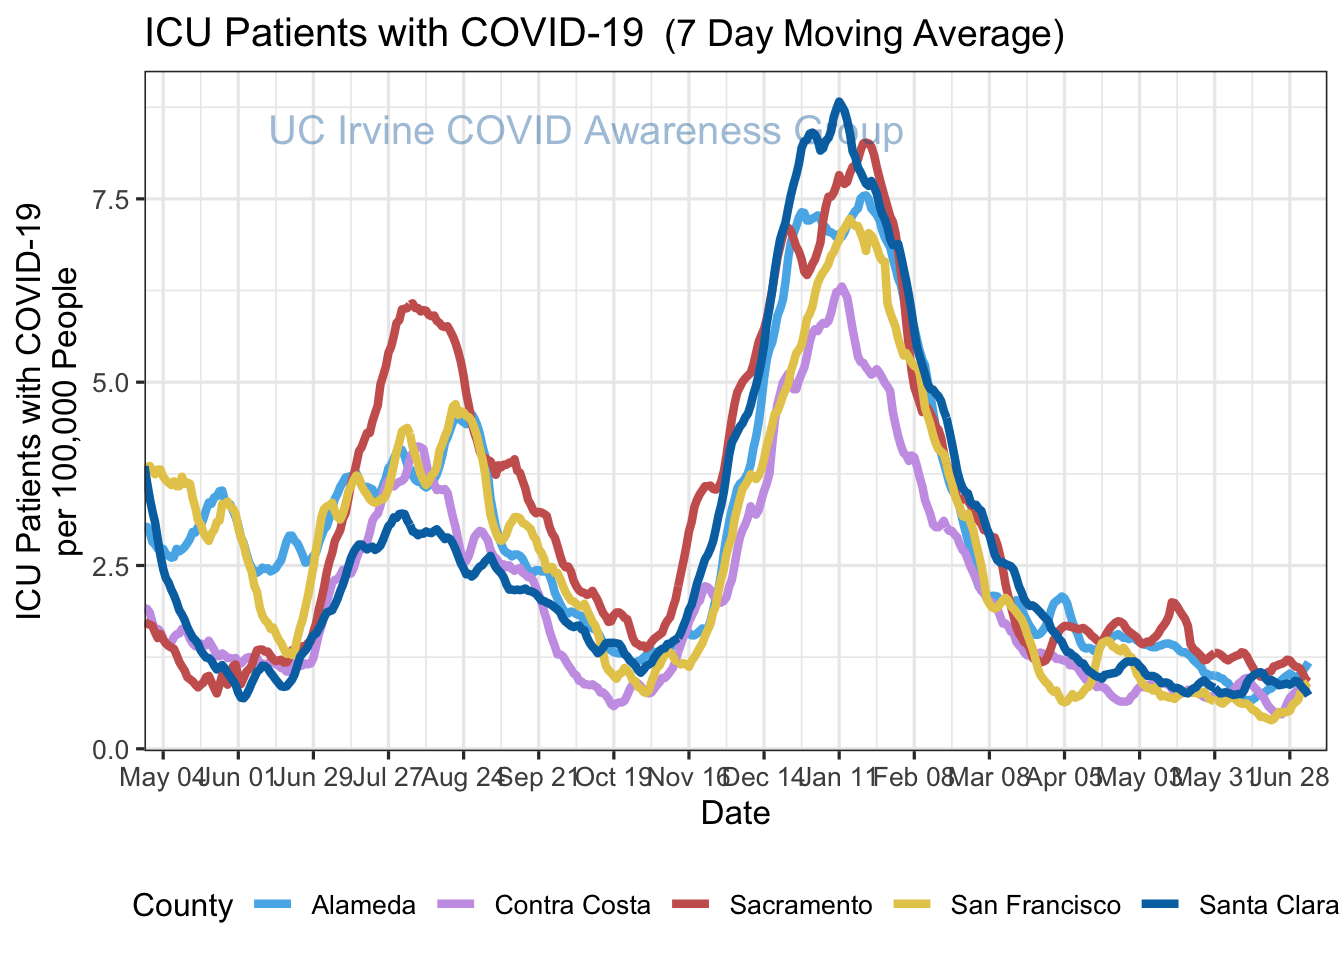 ICU Patients with COVID-19 (7 Day Moving Average)
UC Irvine COVID Awareness Group
ICU Patients with COVID-19
per 100,000 People
7.5
5.0
2.5
0.0
May 04 Jun 01 Jun 29 Jul 27 Aug 24 Sep 21 Oct 19 Nov 16 Dec 14 Jan 11 Feb 08 Mar 08 Apr 05 May 03 May 31 Jun 28
Date
County Alameda Contra Costa Sacramento San Francisco Santa Clara